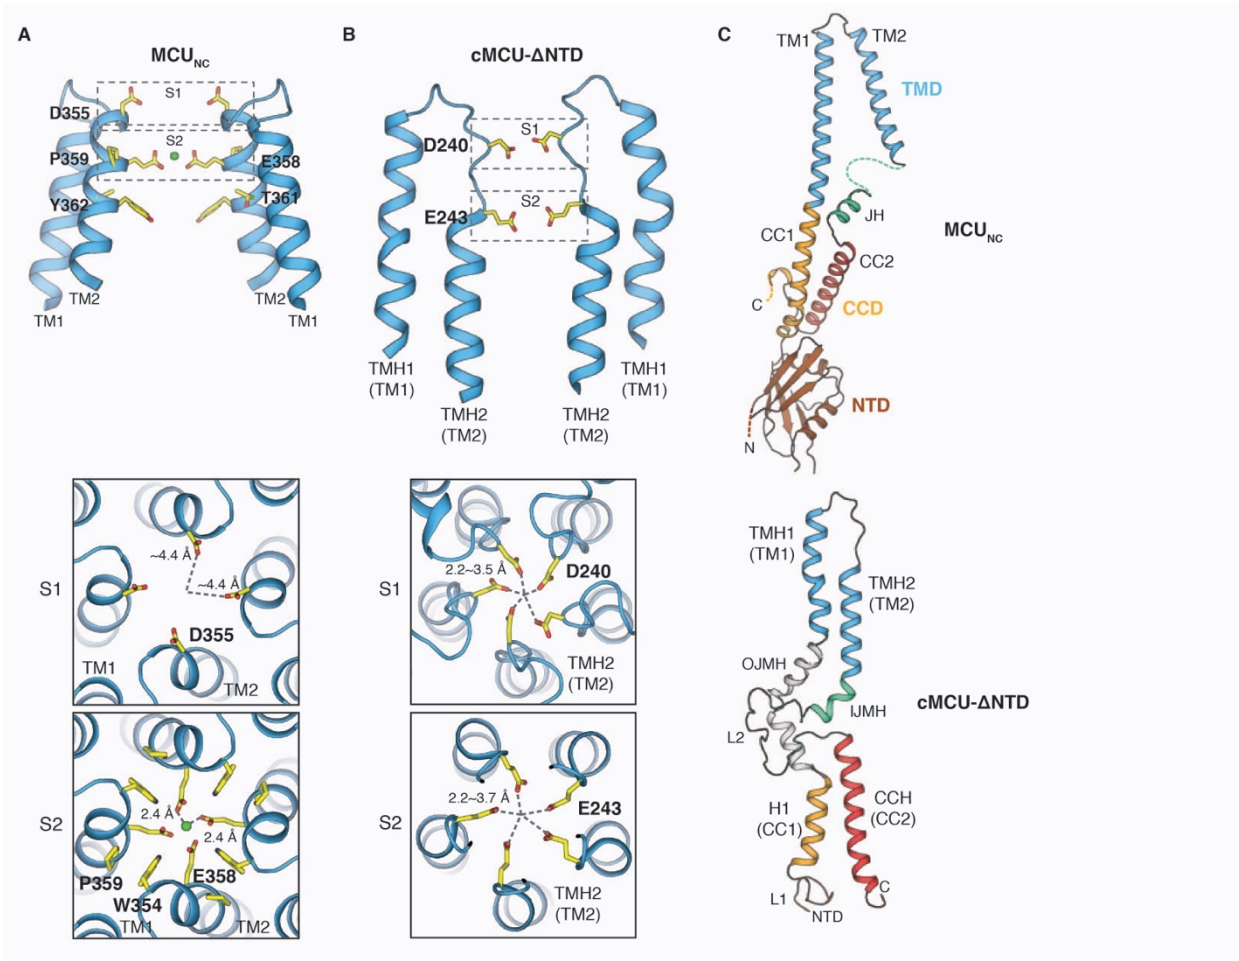 A
MCU_NC
S1
D355
S2
P359
E358
Y362
T361
TM2
TM2
TM1
TM1
B
cMCU-ΔNTD
S1
D240
S2
E243
TMH1
(TM1)
TMH1
(TM1)
TMH2
(TM2)
TMH2
(TM2)
C
TM1
TM2
TMD
JH
MCU_NC
CC1
CC2
C
CCD
NTD
N
S1
~4.4 Å
~4.4 Å
D355
TM1
TM2
S2
2.4 Å
2.4 Å
P359
E358
W354
TM1
TM2
S1
2.2~3.5 Å
D240
TMH2
(TM2)
S2
2.2~3.7 Å
E243
TMH2
(TM2)
TMH1
(TM1)
TMH2
(TM2)
OJMH
IJMH
cMCU-ΔNTD
L2
H1
(CC1)
CCH
(CC2)
C
L1
NTD